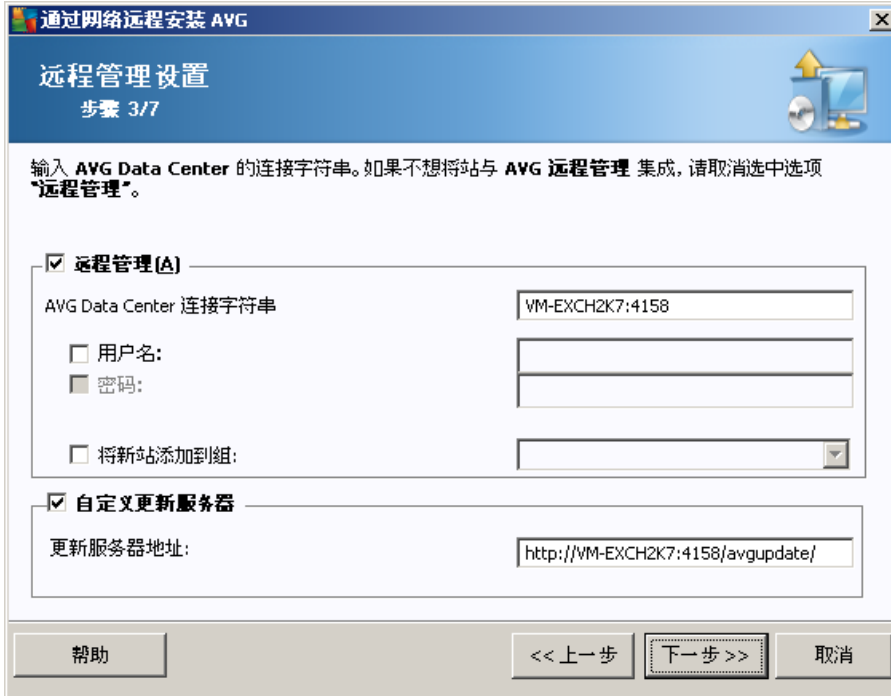 通过网络远程安装 AVG
远程管理设置
步骤 3/7
输入 AVG Data Center 的连接字符串。如果不想将站与 AVG 远程管理 集成, 请取消选中选项
"远程管理"。
远程管理(A)
AVG Data Center 连接字符串
VM-EXCH2K7:4158
用户名:
密码:
将新站添加到组:
自定义更新服务器
更新服务器地址:
http://VM-EXCH2K7:4158/avgupdate/
帮助
<< 上一步
下一步 >>
取消